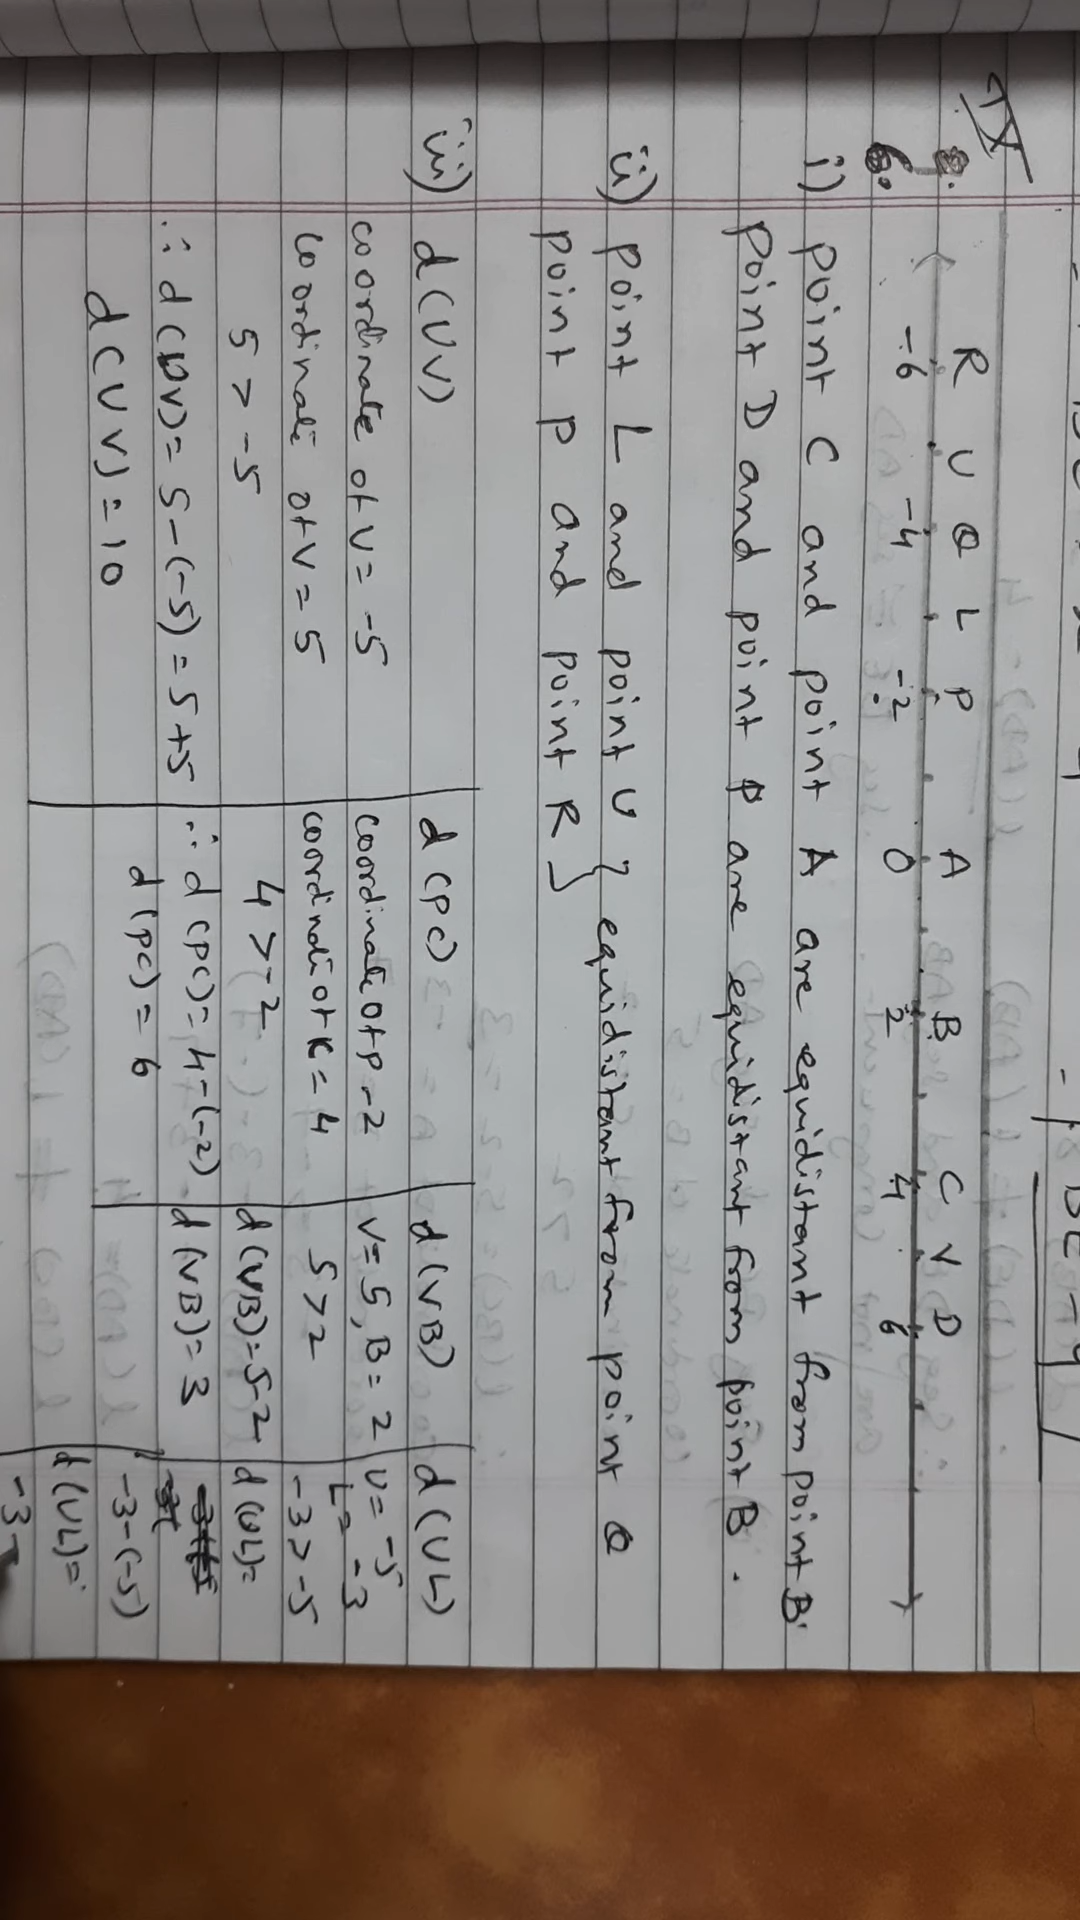 IX
6.
R U Q L P A B C V D
-6 -4 -2 0 2 4 6
i) point C and point A are equidistant from point B.
Point D and point P are equidistant from point B.
ii) point L and point U } equidistant from point Q
point P and point R }
iii) d(UV)
coordinate of U = -5
coordinate of V = 5
5 > -5
∴ d(UV) = 5-(-5) = 5+5
d(UV) = 10
d(PC)
coordinate of P -2
coordinate of K = 4
4 > -2
∴ d(PC) = 4-(-2)
d(PC) = 6
d(VB)
V = 5, B = 2
5 > 2
d(VB) = 5-2
d(VB) = 3
d(UL)
U = -5
L = -3
-3 > -5
d(UL) =
-3-(-5)
d(UL) =
-3